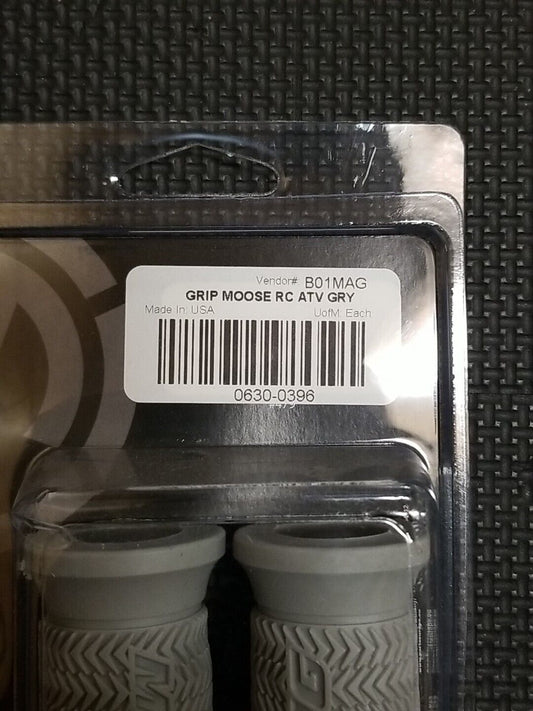 Vendor# B01MAG
GRIP MOOSE RC ATV GRY
Made In: USA UofM: Each
0630-0396